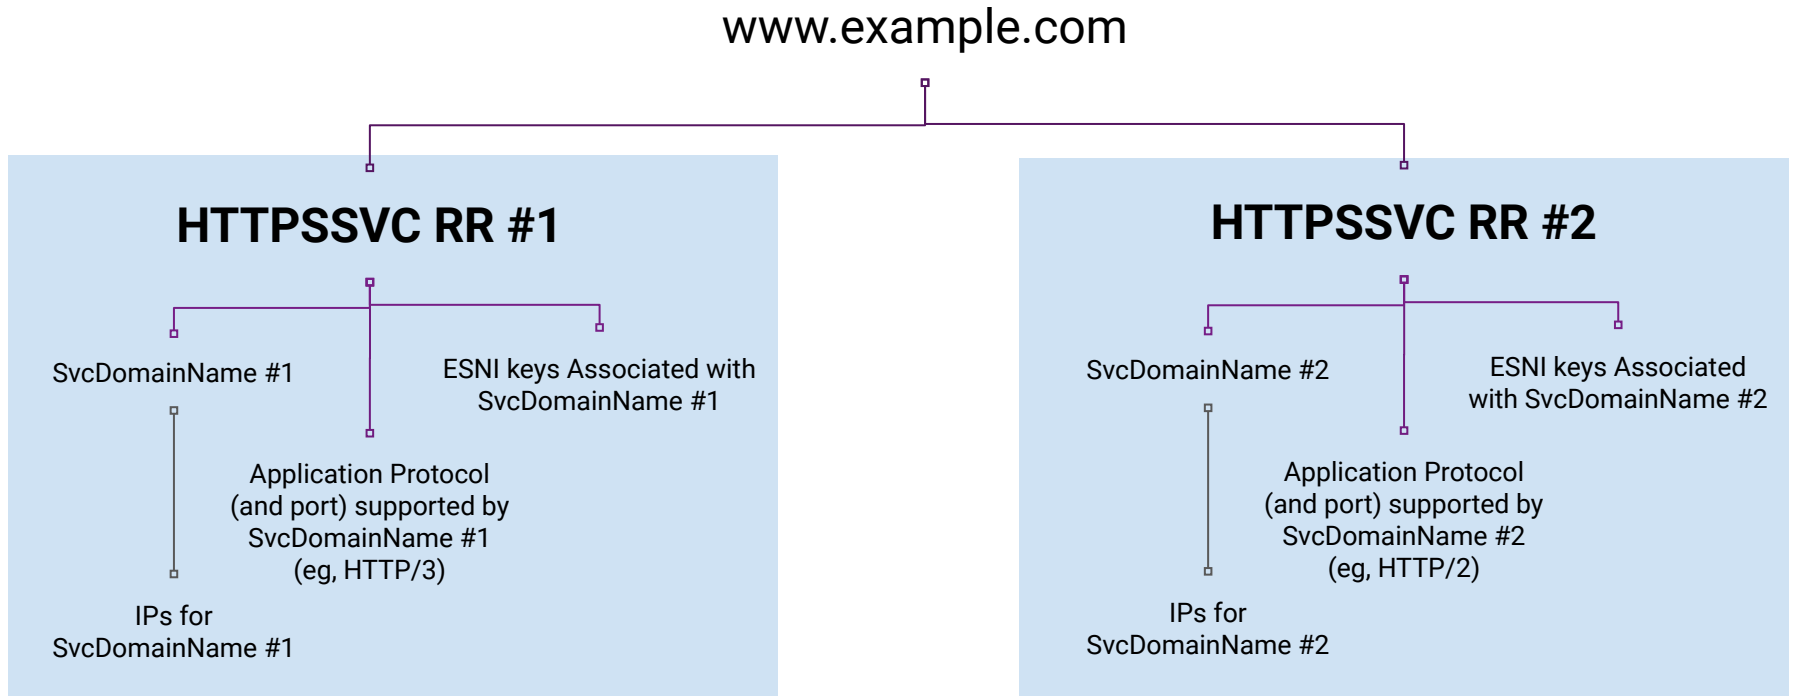 www.example.com
HTTPSSVC RR #1
SvcDomainName #1
ESNI keys Associated with
SvcDomainName #1
Application Protocol
(and port) supported by
SvcDomainName #1
(eg, HTTP/3)
IPs for
SvcDomainName #1
HTTPSSVC RR #2
SvcDomainName #2
ESNI keys Associated
with SvcDomainName #2
Application Protocol
(and port) supported by
SvcDomainName #2
(eg, HTTP/2)
IPs for
SvcDomainName #2